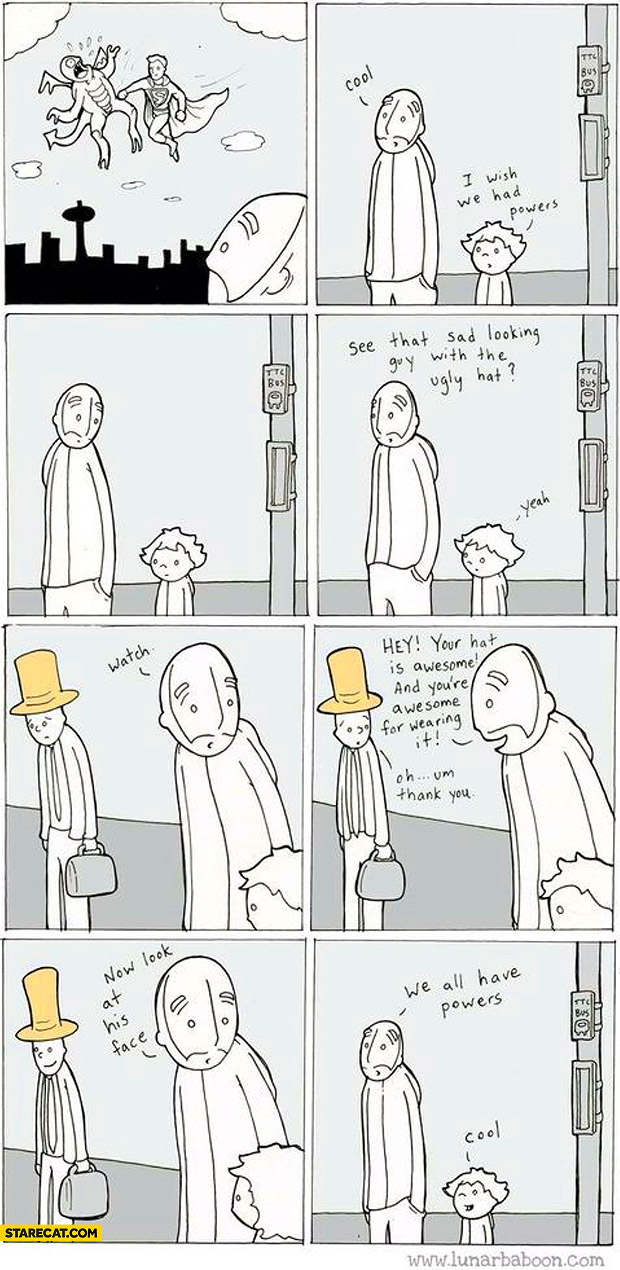 S
cool
I wish
we had
powers
TTC
BUS
TTC
BUS
See that sad looking
guy with the
ugly hat?
yeah
TTC
BUS
Watch.
HEY! Your hat
is awesome!
And you're
awesome
for wearing
it!
oh... um
thank you.
Now look
at
his
face
We all have
powers
cool
TTC
BUS
STARECAT.COM
www.lunarbaboon.com